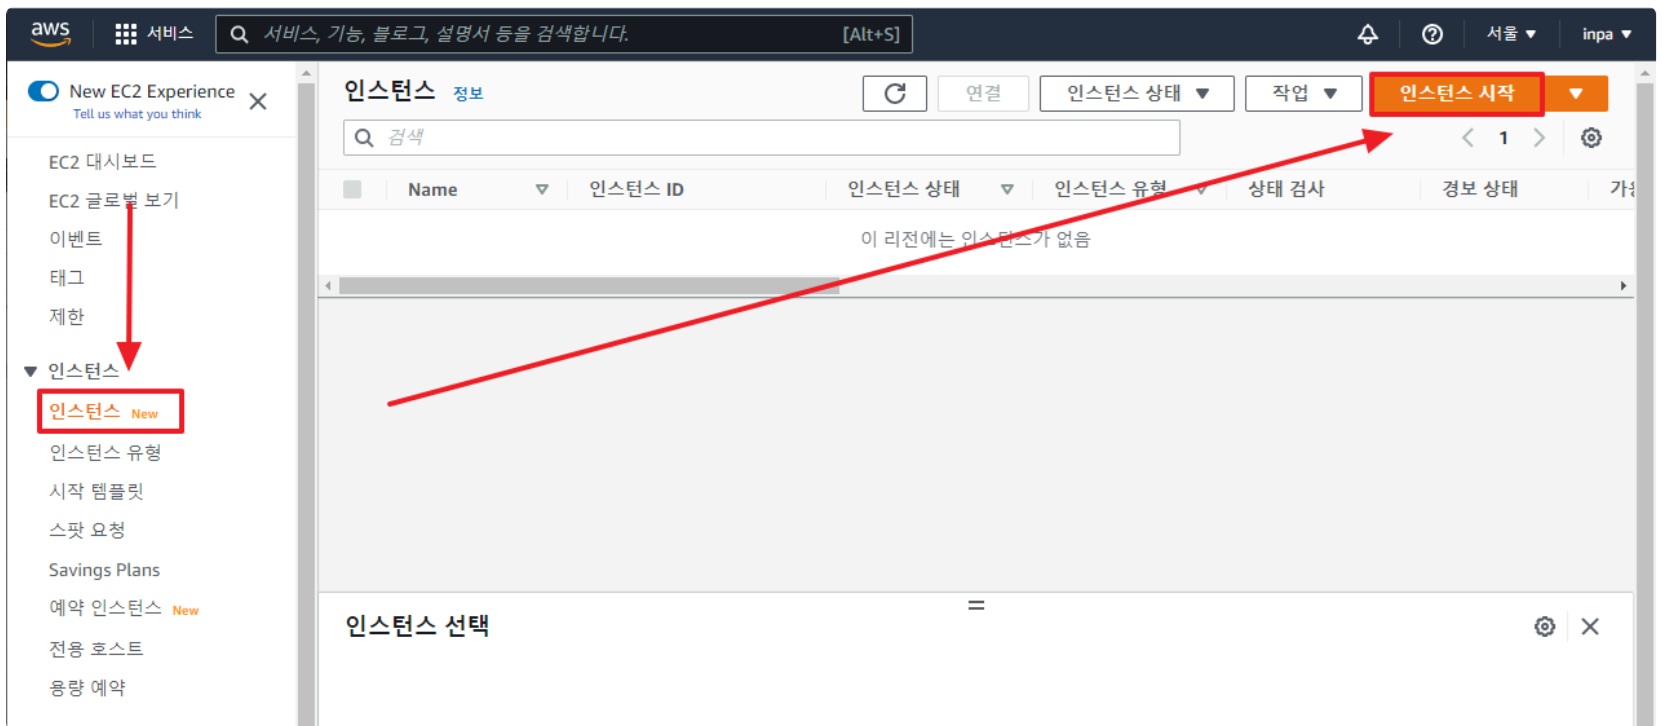 aws 서비스 서비스, 기능, 블로그, 설명서 등을 검색합니다. [Alt+S] 서울 ▼ inpa ▼
New EC2 Experience
Tell us what you think
EC2 대시보드
EC2 글로벌 보기
이벤트
태그
제한
▼ 인스턴스
인스턴스 New
인스턴스 유형
시작 템플릿
스팟 요청
Savings Plans
예약 인스턴스 New
전용 호스트
용량 예약
인스턴스 정보 연결 인스턴스 상태 ▼ 작업 ▼ 인스턴스 시작 ▼
검색 1
Name 인스턴스 ID 인스턴스 상태 인스턴스 유형 상태 검사 경보 상태
이 리전에는 인스턴스가 없음
인스턴스 선택